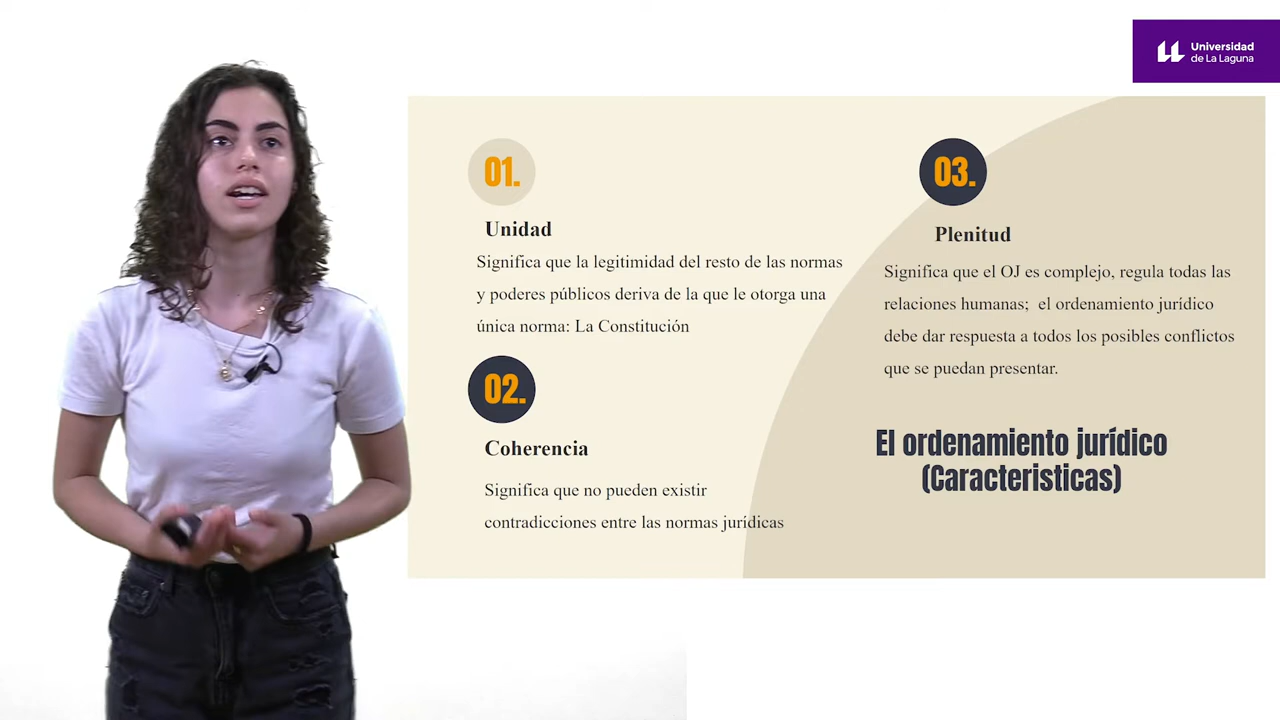 Universidad
de La Laguna
01.
Unidad
Significa que la legitimidad del resto de las normas
y poderes públicos deriva de la que le otorga una
única norma: La Constitución
02.
Coherencia
Significa que no pueden existir
contradicciones entre las normas jurídicas
03.
Plenitud
Significa que el OJ es complejo, regula todas las
relaciones humanas; el ordenamiento jurídico
debe dar respuesta a todos los posibles conflictos
que se puedan presentar.
El ordenamiento jurídico
(Caracteristicas)